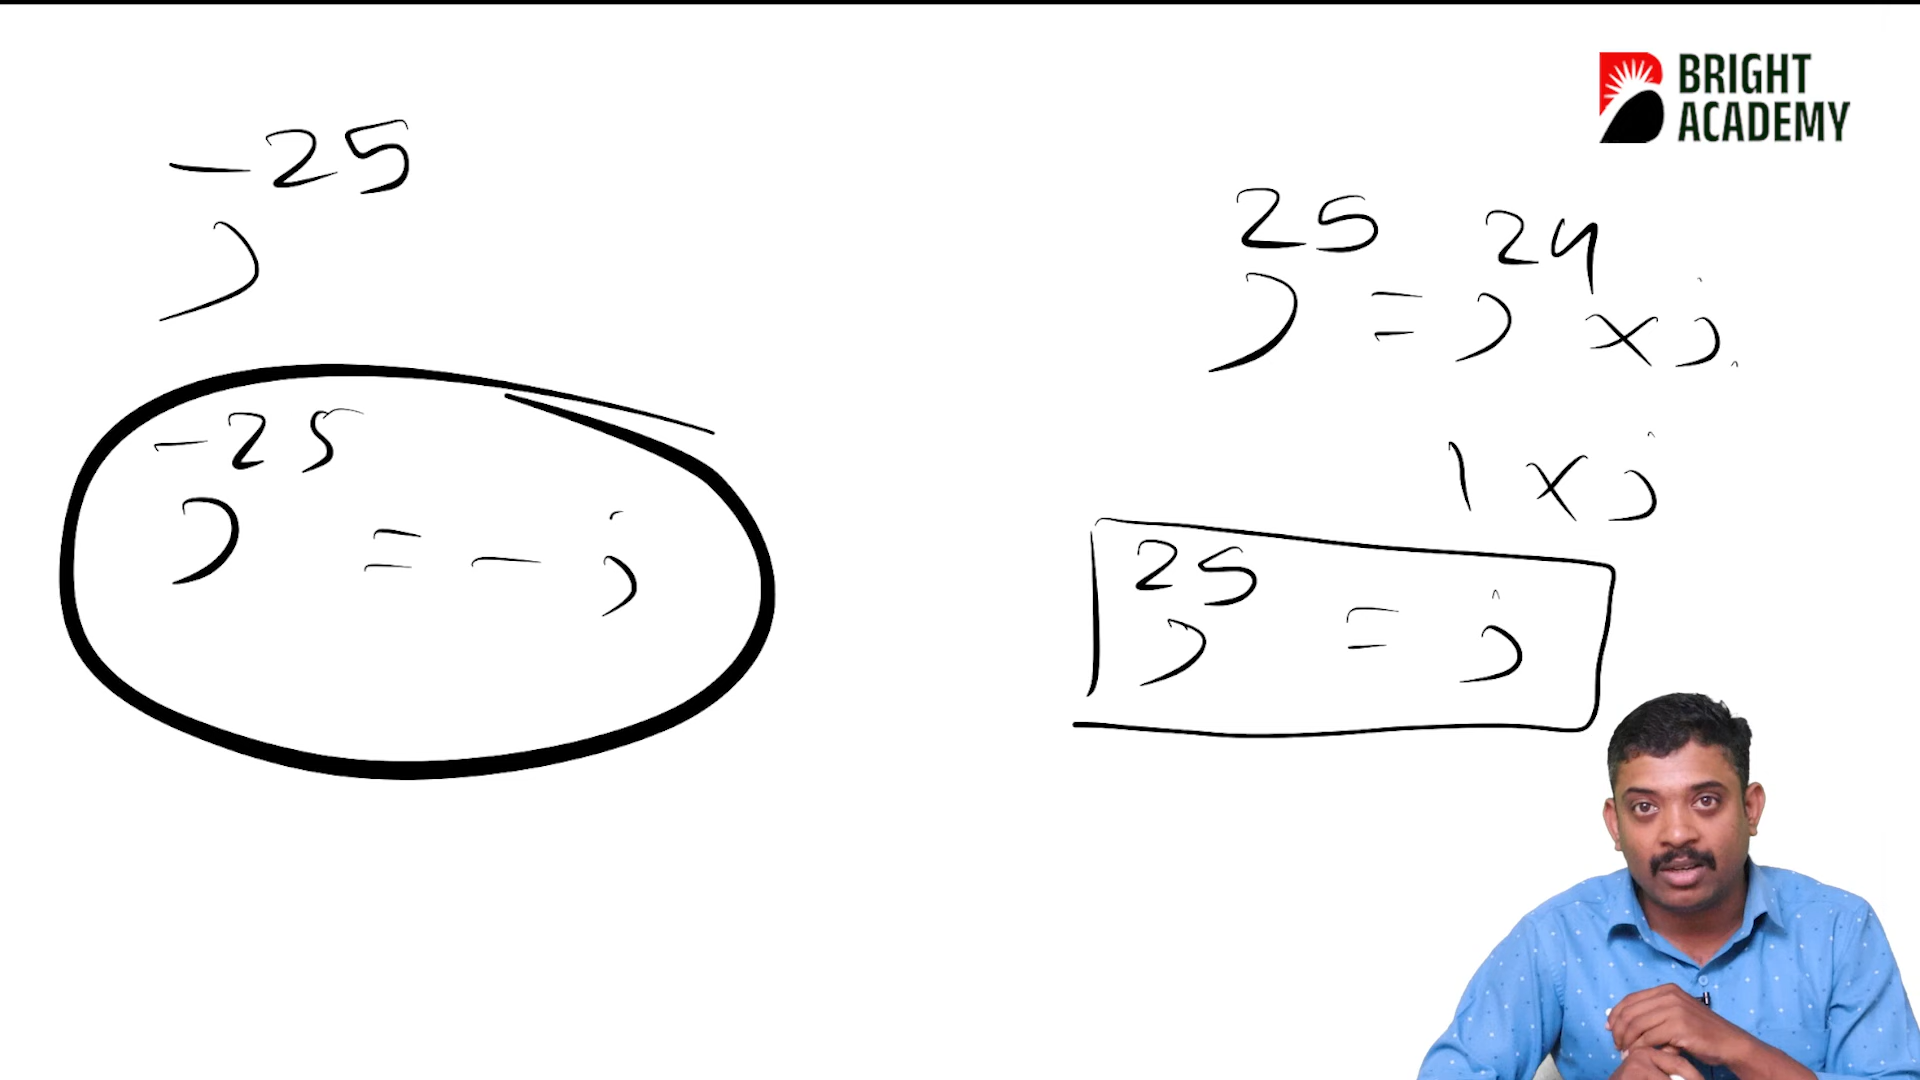 BRIGHT
ACADEMY
j^-25
j^-25 = - j
j^25 = j^24 x j
1 x j
j^25 = j